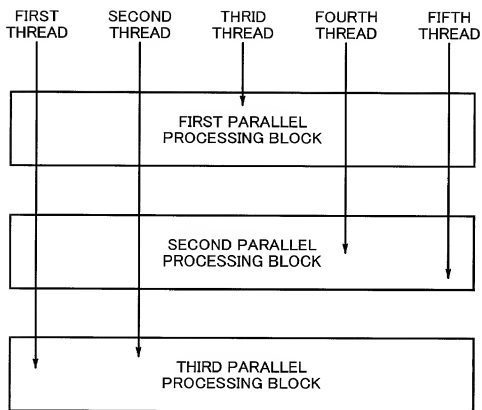 FIRST THREAD
SECOND THREAD
THRID THREAD
FOURTH THREAD
FIFTH THREAD
FIRST PARALLEL
PROCESSING BLOCK
SECOND PARALLEL
PROCESSING BLOCK
THIRD PARALLEL
PROCESSING BLOCK